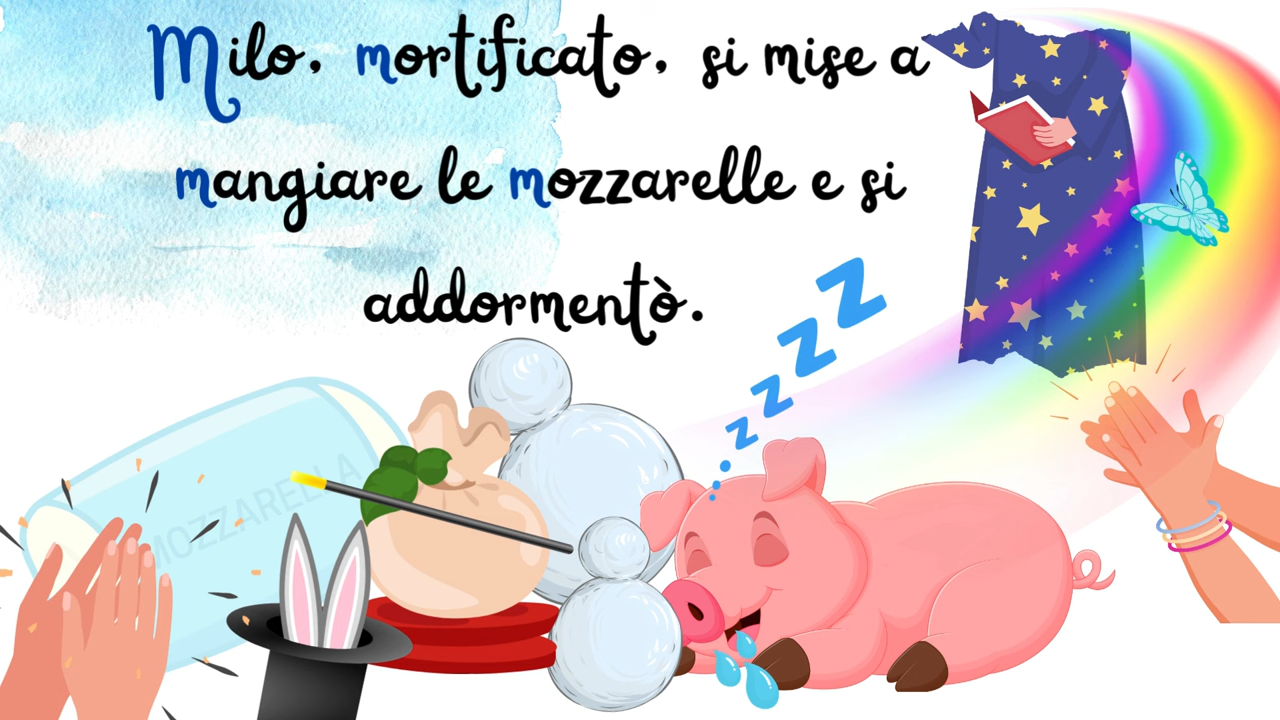 Milo, mortificato, si mise a
mangiare le mozzarelle e si
addormentò.
z z z z
MOZZARELLA